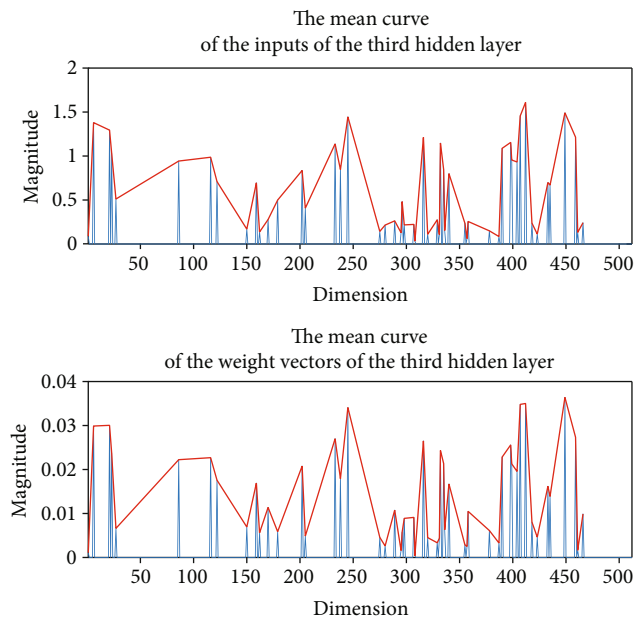 The mean curve
of the inputs of the third hidden layer
2
1.5
1
0.5
0
Magnitude
50 100 150 200 250 300 350 400 450 500
Dimension
The mean curve
of the weight vectors of the third hidden layer
0.04
0.03
0.02
0.01
0
Magnitude
50 100 150 200 250 300 350 400 450 500
Dimension